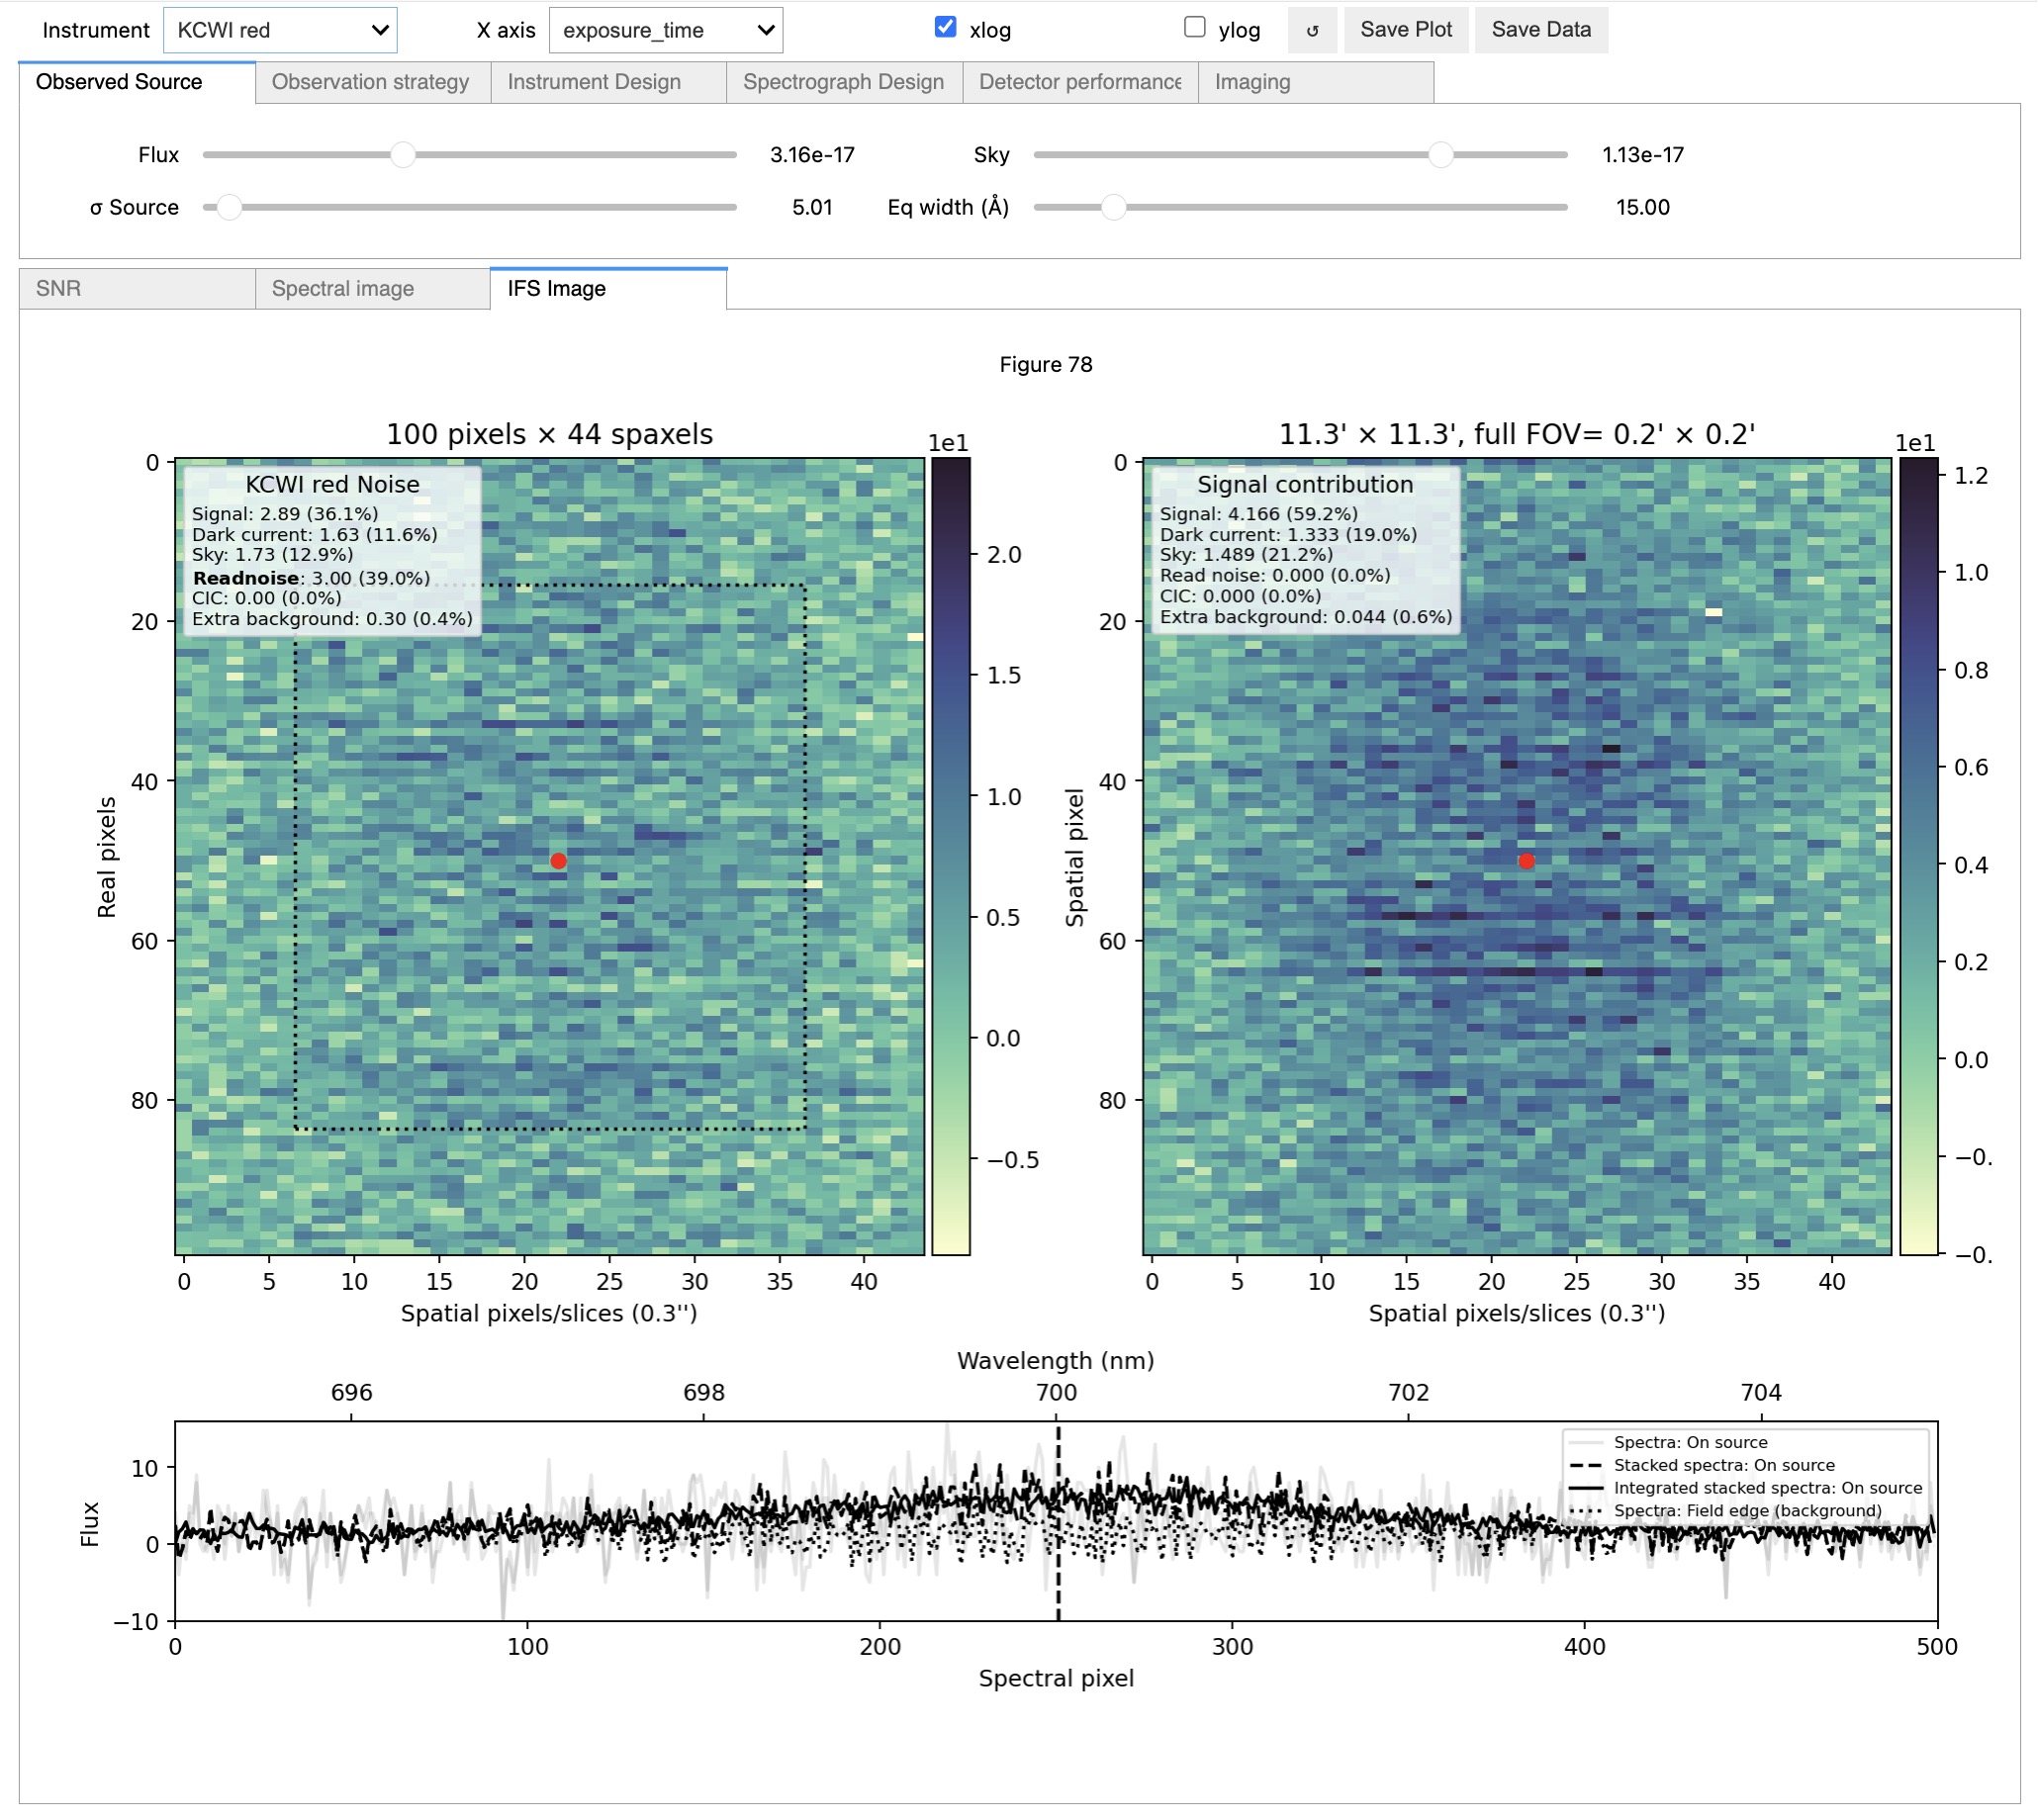 Instrument KCWI red X axis exposure_time xlog ylog ↺ Save Plot Save Data
Observed Source Observation strategy Instrument Design Spectrograph Design Detector performance Imaging
Flux 3.16e-17 Sky 1.13e-17
σ Source 5.01 Eq width (Å) 15.00
SNR Spectral image IFS Image
Figure 78
100 pixels × 44 spaxels
1e1
KCWI red Noise
Signal: 2.89 (36.1%)
Dark current: 1.63 (11.6%)
Sky: 1.73 (12.9%)
Readnoise: 3.00 (39.0%)
CIC: 0.00 (0.0%)
Extra background: 0.30 (0.4%)
0
20
40
60
80
Real pixels
0 5 10 15 20 25 30 35 40
Spatial pixels/slices (0.3'')
2.0
1.5
1.0
0.5
0.0
−0.5
11.3' × 11.3', full FOV= 0.2' × 0.2'
1e1
Signal contribution
Signal: 4.166 (59.2%)
Dark current: 1.333 (19.0%)
Sky: 1.489 (21.2%)
Read noise: 0.000 (0.0%)
CIC: 0.000 (0.0%)
Extra background: 0.044 (0.6%)
0
20
40
60
80
Spatial pixel
0 5 10 15 20 25 30 35 40
Spatial pixels/slices (0.3'')
1.2
1.0
0.8
0.6
0.4
0.2
0.0
−0.
−0.
Wavelength (nm)
696 698 700 702 704
Spectra: On source
Stacked spectra: On source
Integrated stacked spectra: On source
Spectra: Field edge (background)
10
0
−10
Flux
0 100 200 300 400 500
Spectral pixel